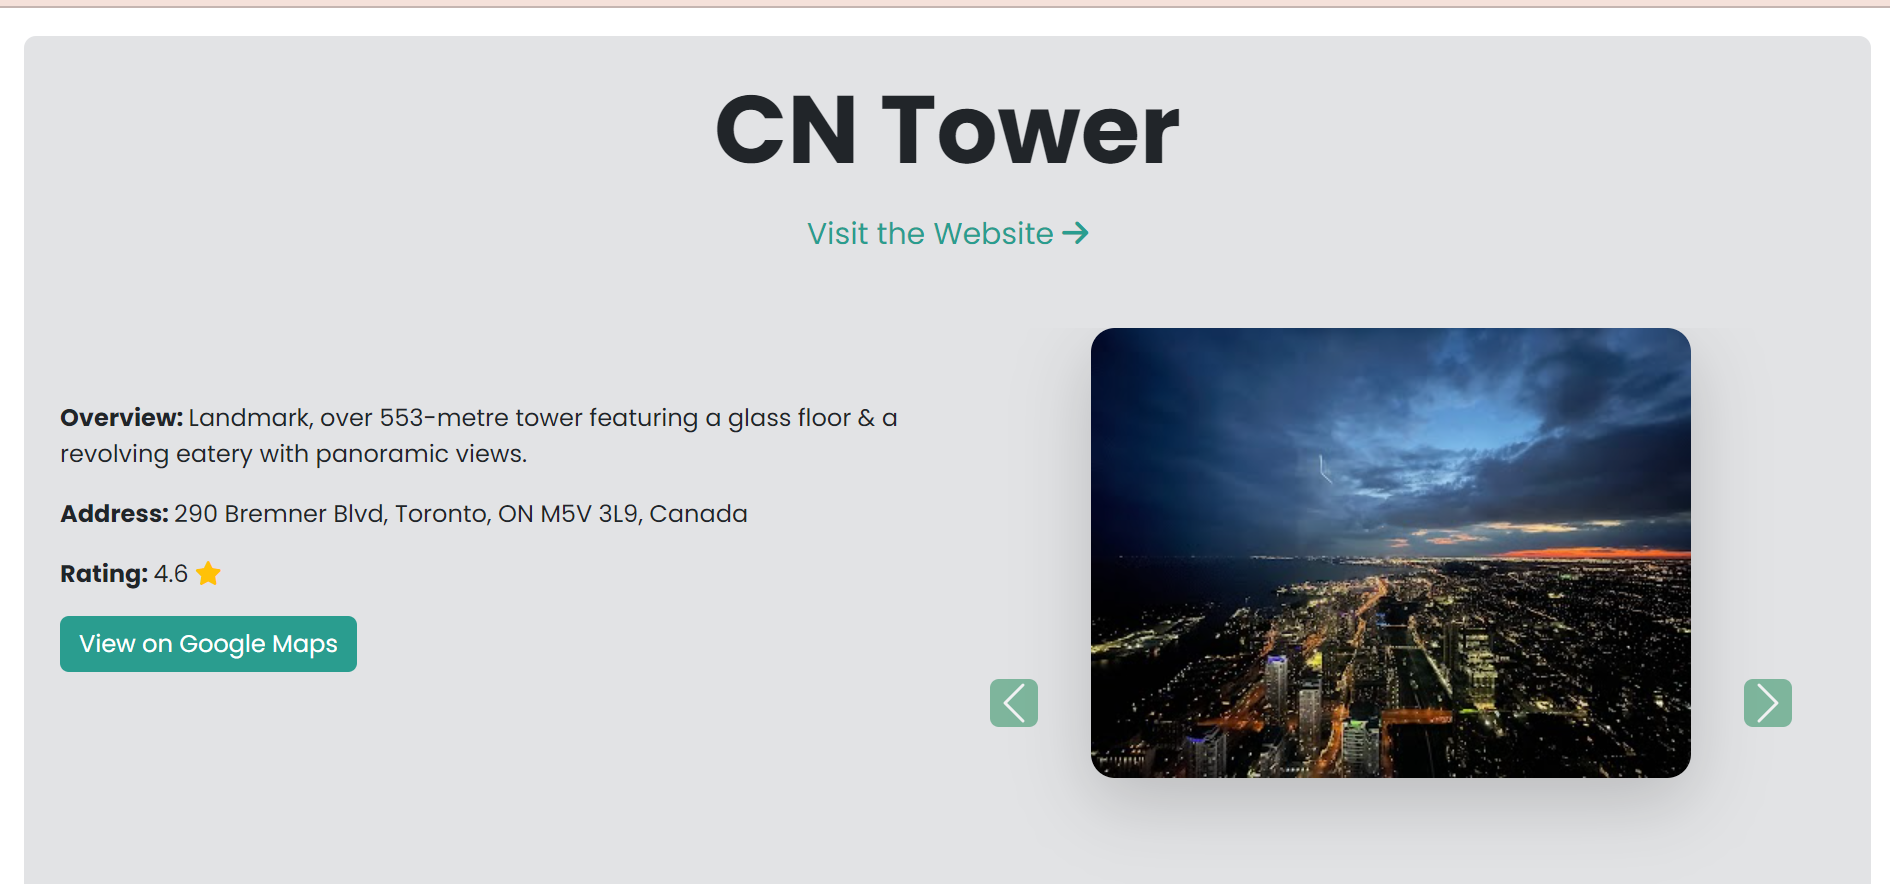 CN Tower
Visit the Website →
Overview: Landmark, over 553-metre tower featuring a glass floor & a
revolving eatery with panoramic views.
Address: 290 Bremner Blvd, Toronto, ON M5V 3L9, Canada
Rating: 4.6
View on Google Maps